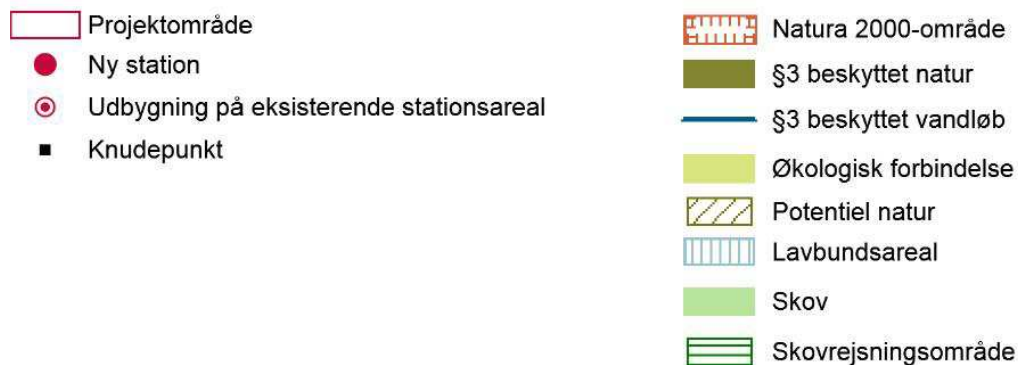 Projektområde
Ny station
Udbygning på eksisterende stationsareal
Knudepunkt
Natura 2000-område
§3 beskyttet natur
§3 beskyttet vandløb
Økologisk forbindelse
Potentiel natur
Lavbundsareal
Skov
Skovrejsningsområde